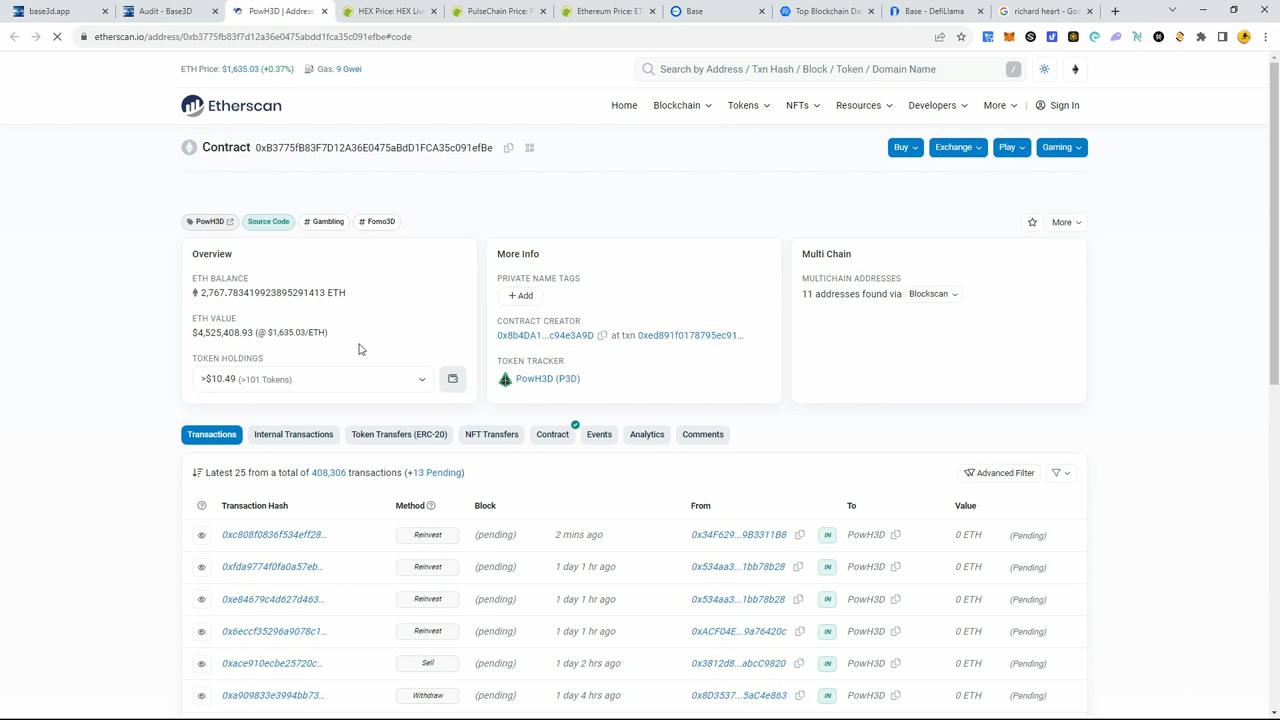 base3d.app
Audit - Base3D
PowH3D | Address
HEX Price: HEX Live
PulseChain Price: P
Ethereum Price: ET
Base
Top Blockchain Dap
Base - DefiLlama
richard heart - Goo
etherscan.io/address/0xb3775fb83f7d12a36e0475abdd1fca35c091efbe#code
ETH Price: $1,635.03 (+0.37%) Gas: 9 Gwei
Search by Address / Txn Hash / Block / Token / Domain Name /
Etherscan
Home Blockchain Tokens NFTs Resources Developers More | Sign In
Contract 0xB3775fB83F7D12A36E0475aBdD1FCA35c091efBe
Buy Exchange Play Gaming
PowH3D Source Code # Gambling # Fomo3D
More
Overview
ETH BALANCE
2,767.783419923895291413 ETH
ETH VALUE
$4,525,408.93 (@ $1,635.03/ETH)
TOKEN HOLDINGS
>$10.49 (>101 Tokens)
More Info
PRIVATE NAME TAGS
+ Add
CONTRACT CREATOR
0x8b4DA1...c94e3A9D at txn 0xed891f0178795ec91...
TOKEN TRACKER
PowH3D (P3D)
Multi Chain
MULTICHAIN ADDRESSES
11 addresses found via Blockscan
Transactions Internal Transactions Token Transfers (ERC-20) NFT Transfers Contract Events Analytics Comments
Latest 25 from a total of 408,306 transactions (+13 Pending)
Advanced Filter
Transaction Hash Method Block From To Value
0xc808f0836f534eff28... Reinvest (pending) 2 mins ago 0x34F629...9B3311B8 IN PowH3D 0 ETH (Pending)
0xfda9774f0fa0a57eb... Reinvest (pending) 1 day 1 hr ago 0x534aa3...1bb78b28 IN PowH3D 0 ETH (Pending)
0xe84679c4d627d463... Reinvest (pending) 1 day 1 hr ago 0x534aa3...1bb78b28 IN PowH3D 0 ETH (Pending)
0x6eccf35296a9078c1... Reinvest (pending) 1 day 1 hr ago 0xACF04E...9a76420c IN PowH3D 0 ETH (Pending)
0xace910ecbe25720c... Sell (pending) 1 day 2 hrs ago 0x3812d8...abcC9820 IN PowH3D 0 ETH (Pending)
0xa909833e3994bb73... Withdraw (pending) 1 day 4 hrs ago 0x8D3537...5aC4e863 IN PowH3D 0 ETH (Pending)